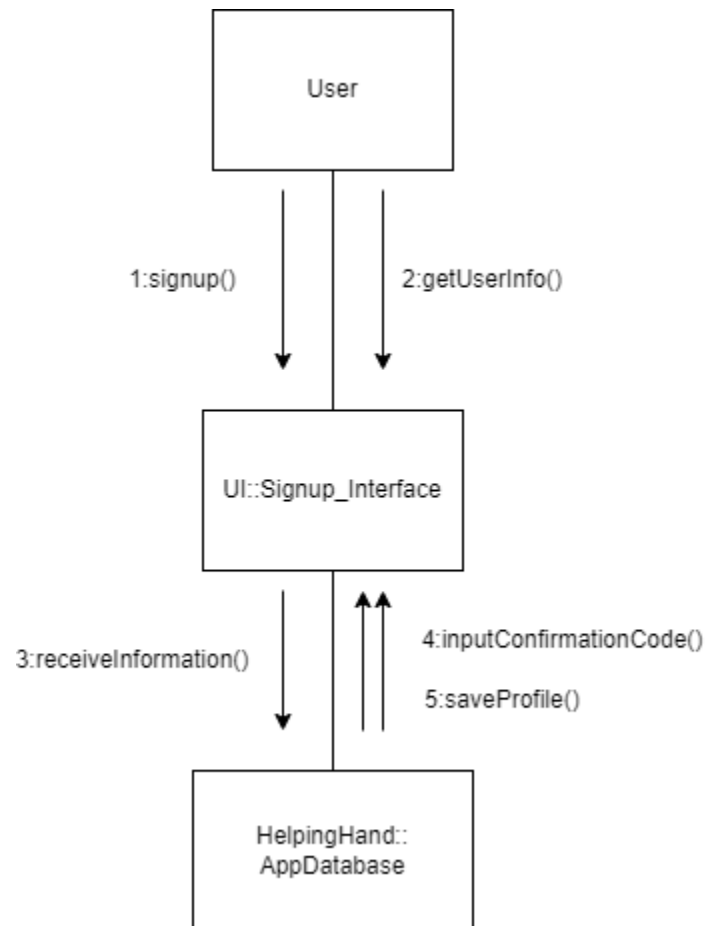 User
1:signup()
2:getUserInfo()
UI::Signup_Interface
3:receiveInformation()
4:inputConfirmationCode()
5:saveProfile()
HelpingHand::
AppDatabase